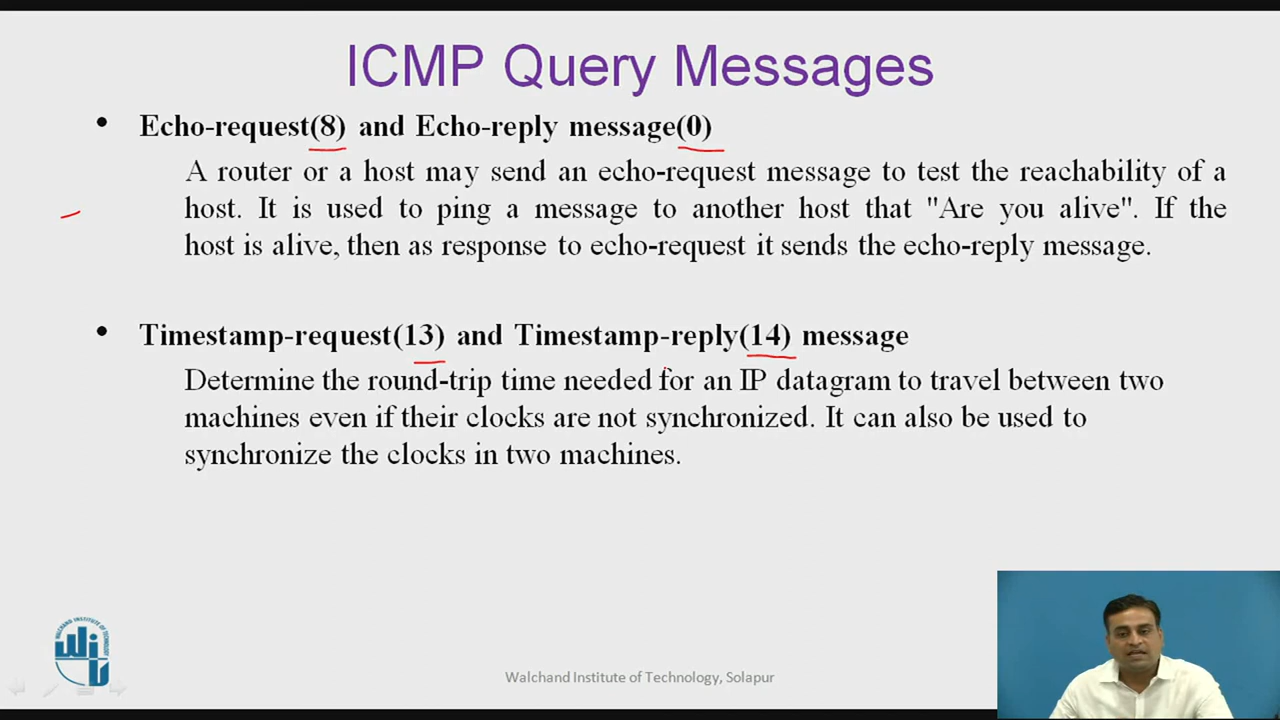 ICMP Query Messages
• Echo-request(8) and Echo-reply message(0)
A router or a host may send an echo-request message to test the reachability of a
host. It is used to ping a message to another host that "Are you alive". If the
host is alive, then as response to echo-request it sends the echo-reply message.
• Timestamp-request(13) and Timestamp-reply(14) message
Determine the round-trip time needed for an IP datagram to travel between two
machines even if their clocks are not synchronized. It can also be used to
synchronize the clocks in two machines.
WALCHAND INSTITUTE OF TECHNOLOGY
WIT
Walchand Institute of Technology, Solapur